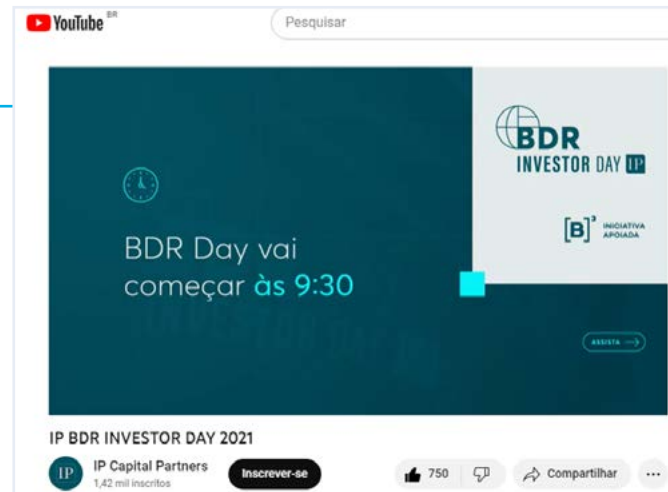 YouTube BR
Pesquisar
BDR
INVESTOR DAY IP
[B]³ INICIATIVA
APOIADA
BDR Day vai
começar às 9:30
ASSISTA
IP BDR INVESTOR DAY 2021
IP
IP Capital Partners
1,42 mil inscritos
Inscrever-se
750
Compartilhar